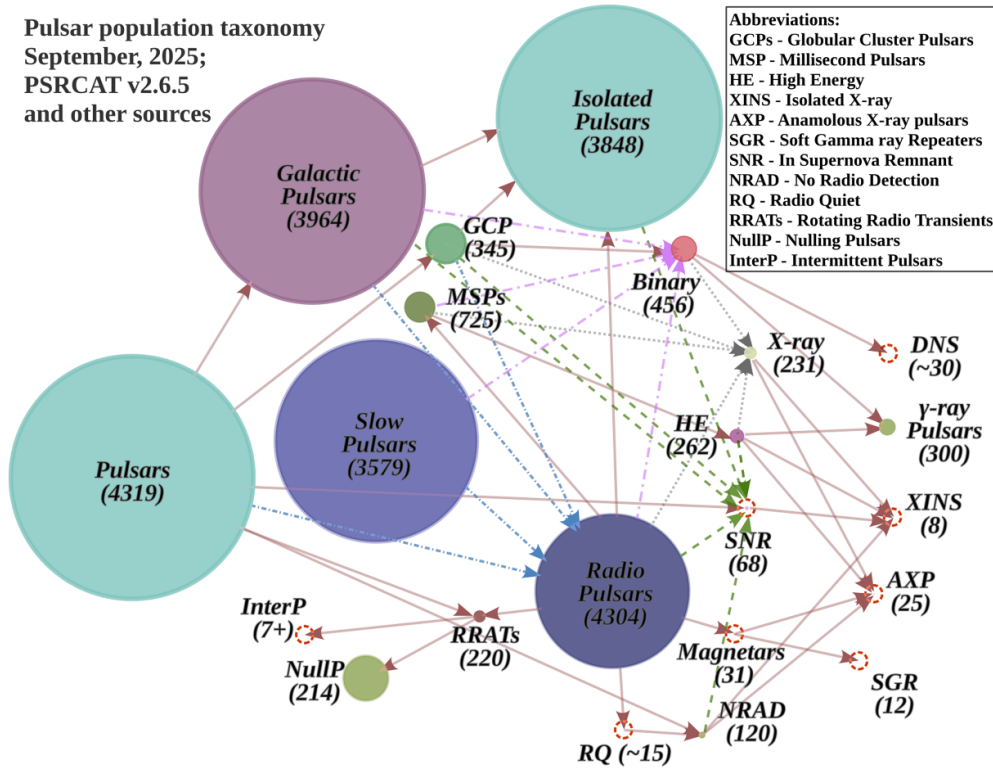 Pulsar population taxonomy
September, 2025;
PSRCAT v2.6.5
and other sources
Abbreviations:
GCPs - Globular Cluster Pulsars
MSP - Millisecond Pulsars
HE - High Energy
XINS - Isolated X-ray
AXP - Anamolous X-ray pulsars
SGR - Soft Gamma ray Repeaters
SNR - In Supernova Remnant
NRAD - No Radio Detection
RQ - Radio Quiet
RRATs - Rotating Radio Transients
NullP - Nulling Pulsars
InterP - Intermittent Pulsars
Isolated
Pulsars
(3848)
Galactic
Pulsars
(3964)
GCP
(345)
Binary
(456)
MSPs
(725)
X-ray
(231)
DNS
(~30)
Slow
Pulsars
(3579)
HE
(262)
γ-ray
Pulsars
(300)
Pulsars
(4319)
XINS
(8)
SNR
(68)
Radio
Pulsars
(4304)
AXP
(25)
InterP
(7+)
RRATs
(220)
Magnetars
(31)
NullP
(214)
SGR
(12)
NRAD
(120)
RQ (~15)